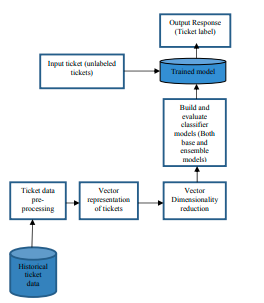 Output Response
(Ticket label)
Input ticket (unlabeled
tickets)
Trained model
Build and
evaluate
classifier
models (Both
base and
ensemble
models)
Ticket data
pre-
processing
Vector
representation
of tickets
Vector
Dimensionality
reduction
Historical
ticket
data